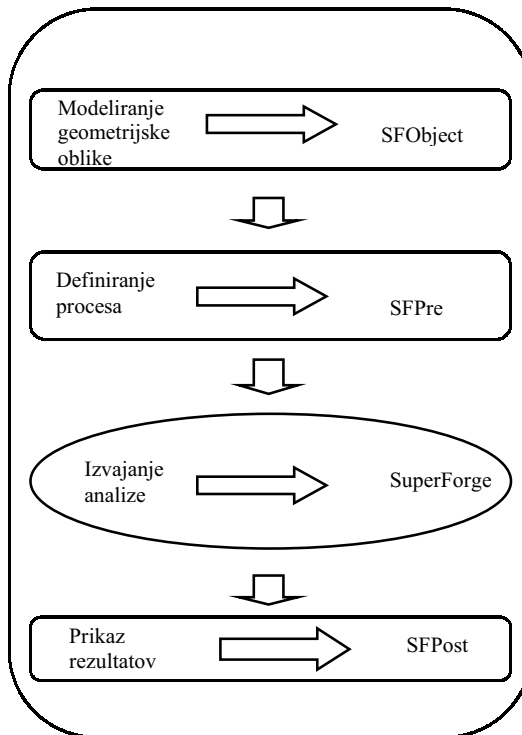 Modeliranje
geometrijske
oblike
SFObject
Definiranje
procesa
SFPre
Izvajanje
analize
SuperForge
Prikaz
rezultatov
SFPost